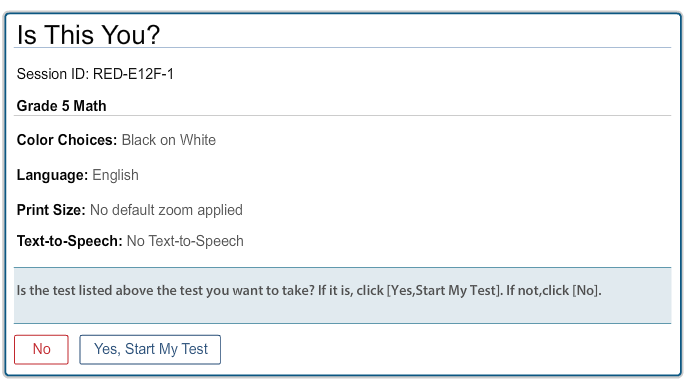 Is This You?
Session ID: RED-E12F-1
Grade 5 Math
Color Choices: Black on White
Language: English
Print Size: No default zoom applied
Text-to-Speech: No Text-to-Speech
Is the test listed above the test you want to take? If it is, click [Yes,Start My Test]. If not,click [No].
No
Yes, Start My Test